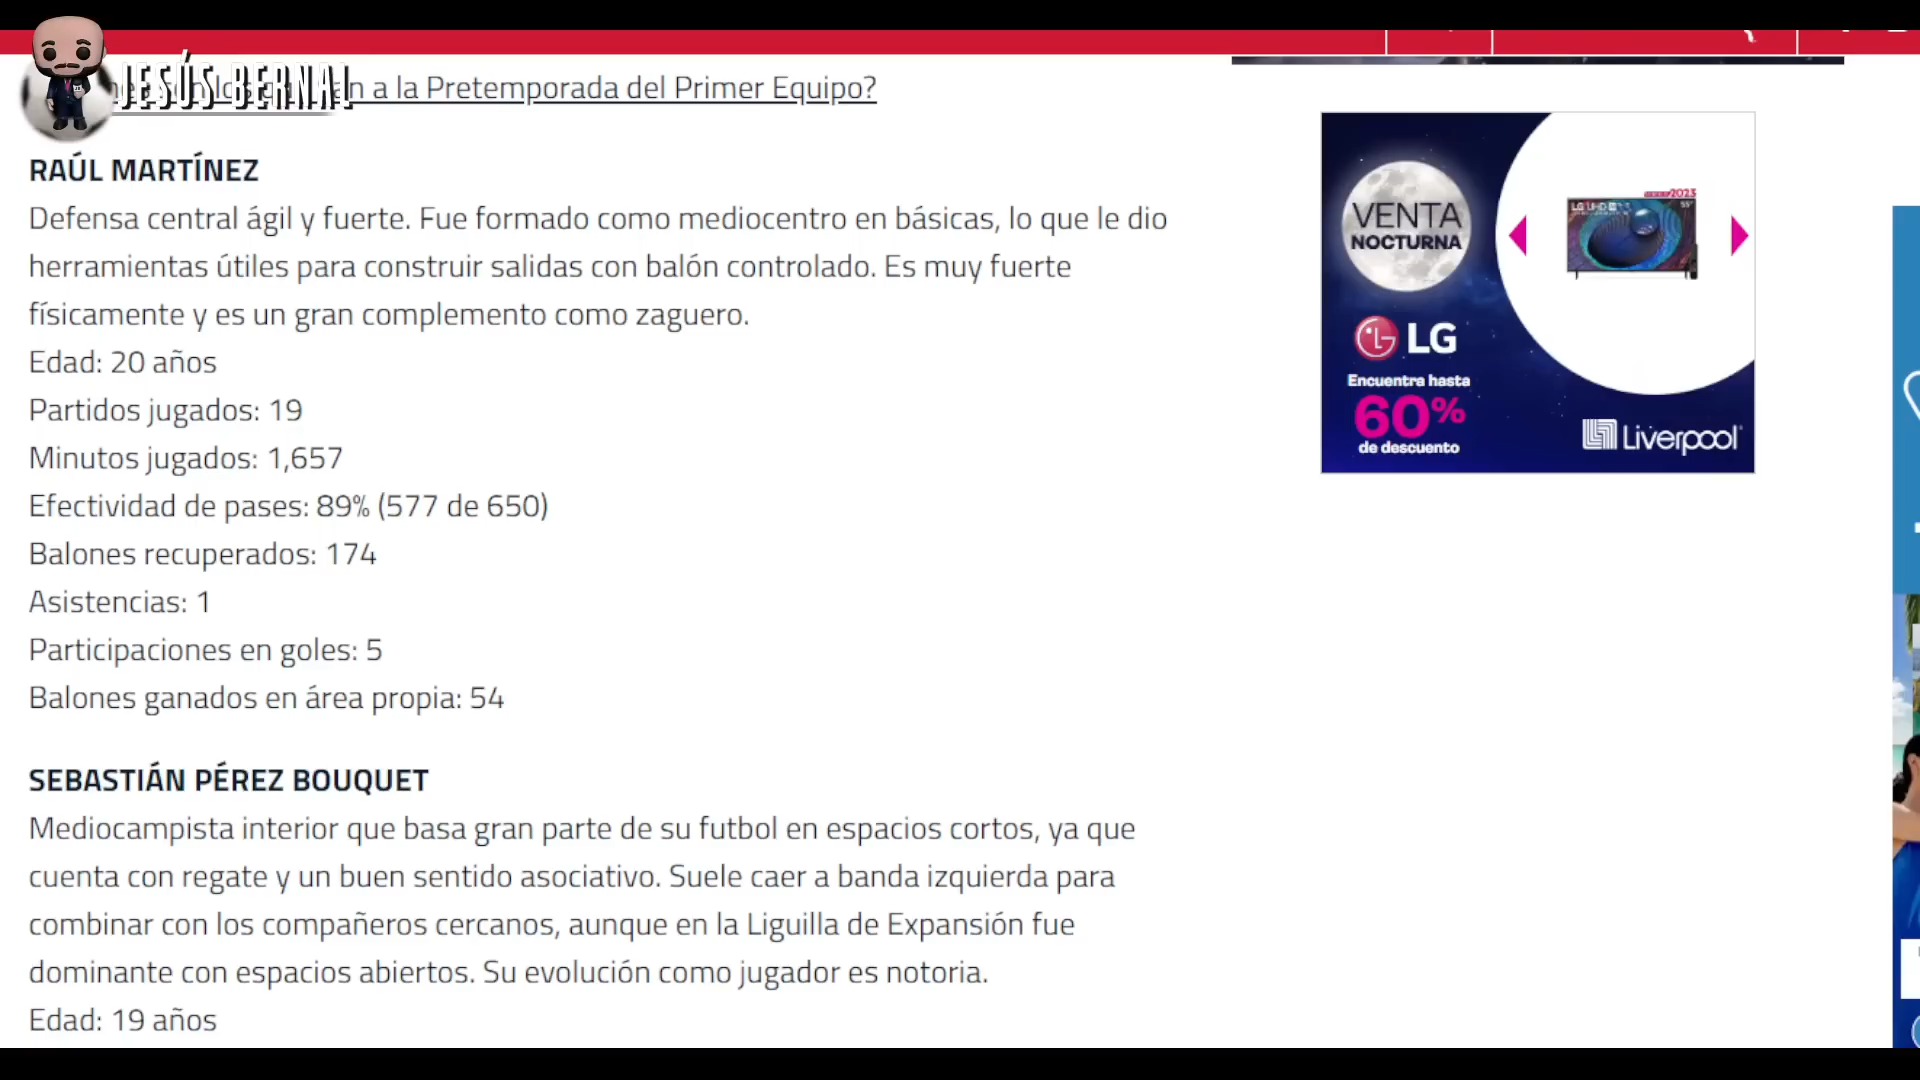 JESÚS BERNAL
n a la Pretemporada del Primer Equipo?
RAÚL MARTÍNEZ
Defensa central ágil y fuerte. Fue formado como mediocentro en básicas, lo que le dio
herramientas útiles para construir salidas con balón controlado. Es muy fuerte
físicamente y es un gran complemento como zaguero.
Edad: 20 años
Partidos jugados: 19
Minutos jugados: 1,657
Efectividad de pases: 89% (577 de 650)
Balones recuperados: 174
Asistencias: 1
Participaciones en goles: 5
Balones ganados en área propia: 54
SEBASTIÁN PÉREZ BOUQUET
Mediocampista interior que basa gran parte de su futbol en espacios cortos, ya que
cuenta con regate y un buen sentido asociativo. Suele caer a banda izquierda para
combinar con los compañeros cercanos, aunque en la Liguilla de Expansión fue
dominante con espacios abiertos. Su evolución como jugador es notoria.
Edad: 19 años
VENTA
NOCTURNA
2023
LG UHD
55"
LG
Encuentra hasta
60%
de descuento
Liverpool